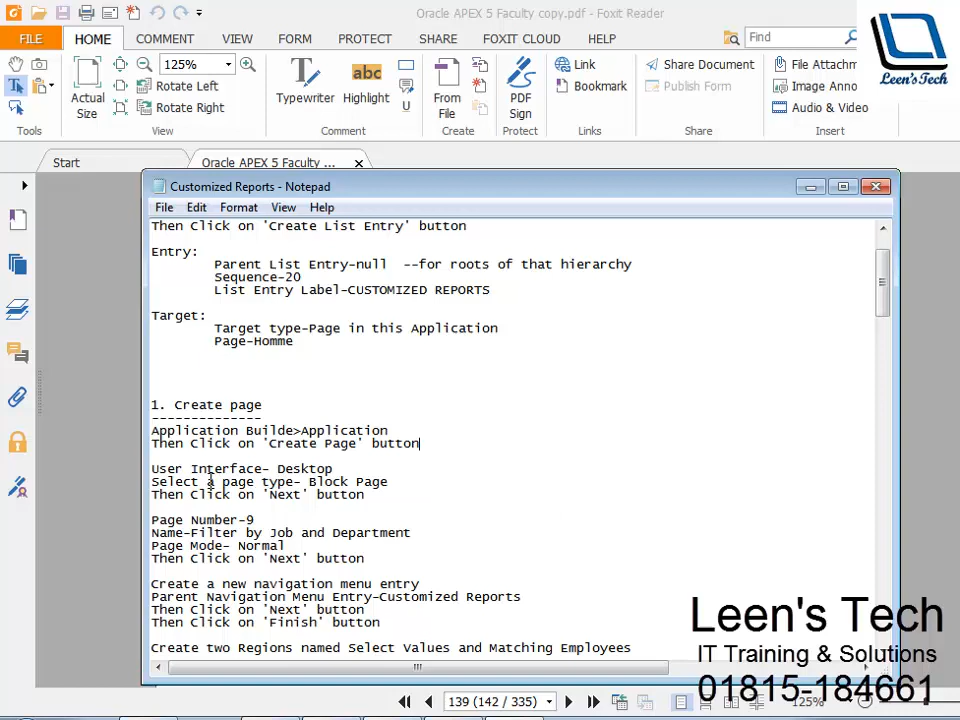 Oracle APEX 5 Faculty copy.pdf - Foxit Reader
FILE HOME COMMENT VIEW FORM PROTECT SHARE FOXIT CLOUD HELP Find
Leen'sTech
Actual Size
125%
Rotate Left
Rotate Right
Typewriter
abc Highlight
U
From File
PDF Sign
Link
Bookmark
Share Document
Publish Form
File Attachm
Image Anno
Audio & Video
Tools View Comment Create Protect Links Share Insert
Start Oracle APEX 5 Faculty ...
Customized Reports - Notepad
File Edit Format View Help
Then Click on 'Create List Entry' button
Entry:
Parent List Entry-null --for roots of that hierarchy
Sequence-20
List Entry Label-CUSTOMIZED REPORTS
Target:
Target type-Page in this Application
Page-Homme
1. Create page
--------------
Application Builde>Application
Then Click on 'Create Page' button
User Interface- Desktop
Select a page type- Block Page
Then Click on 'Next' button
Page Number-9
Name-Filter by Job and Department
Page Mode- Normal
Then Click on 'Next' button
Create a new navigation menu entry
Parent Navigation Menu Entry-Customized Reports
Then Click on 'Next' button
Then Click on 'Finish' button
Create two Regions named Select Values and Matching Employees
Leen's Tech
IT Training & Solutions
01815-184661
139 (142 / 335)
125%